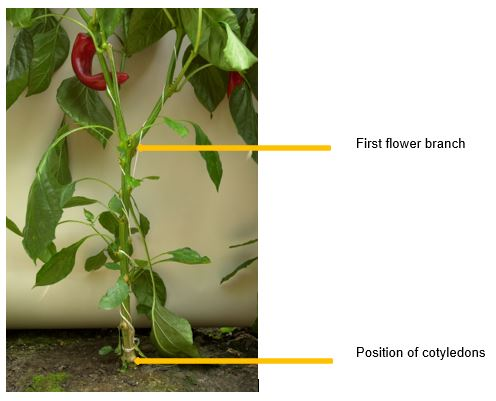 First flower branch
Position of cotyledons